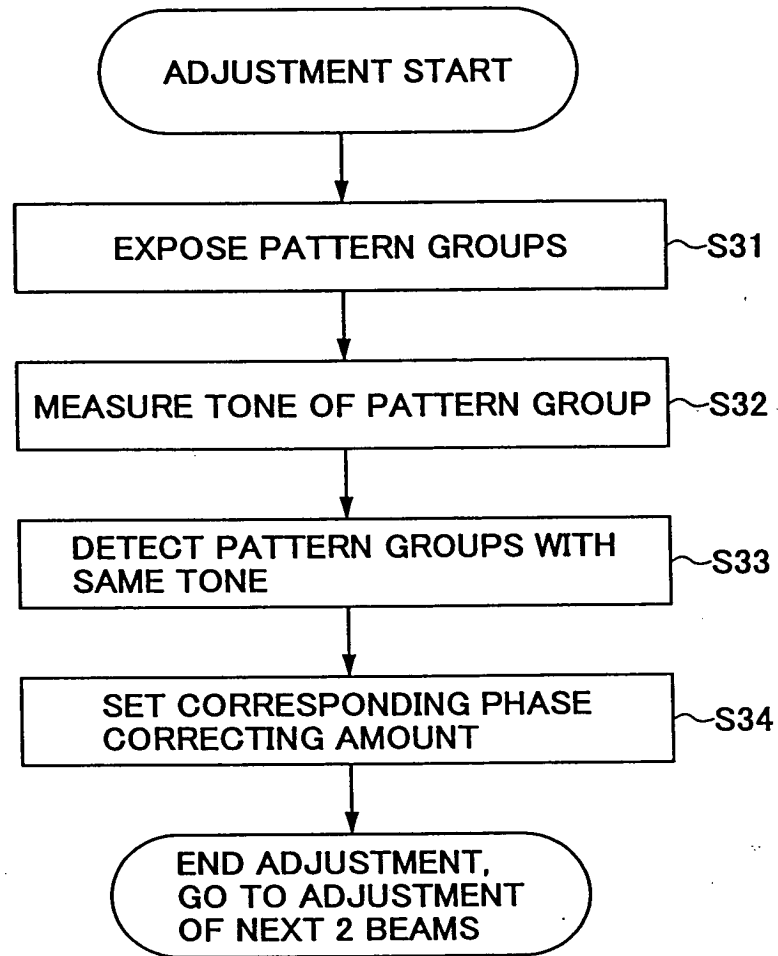 ADJUSTMENT START
EXPOSE PATTERN GROUPS
S31
MEASURE TONE OF PATTERN GROUP
S32
DETECT PATTERN GROUPS WITH
SAME TONE
S33
SET CORRESPONDING PHASE
CORRECTING AMOUNT
S34
END ADJUSTMENT,
GO TO ADJUSTMENT
OF NEXT 2 BEAMS